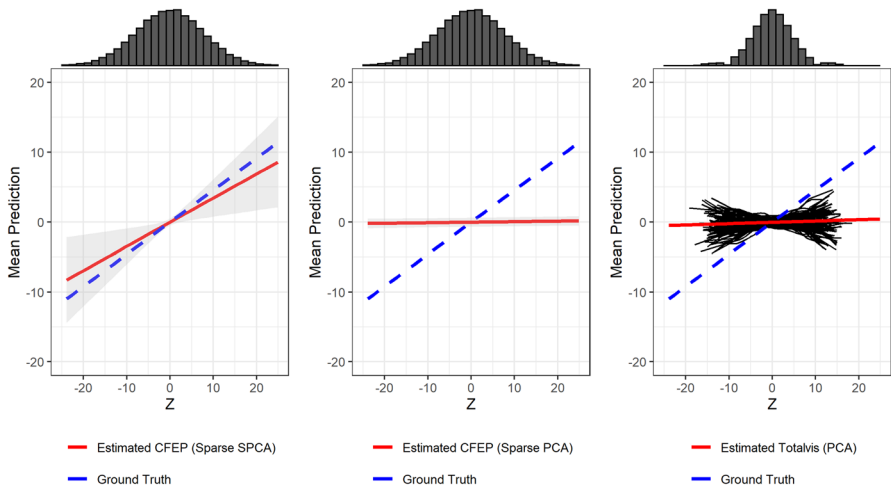 20
10
0
-10
-20
Mean Prediction
-20 -10 0 10 20
Z
Estimated CFEP (Sparse SPCA)
Ground Truth
20
10
0
-10
-20
Mean Prediction
-20 -10 0 10 20
Z
Estimated CFEP (Sparse PCA)
Ground Truth
20
10
0
-10
-20
Mean Prediction
-20 -10 0 10 20
Z
Estimated Totalvis (PCA)
Ground Truth